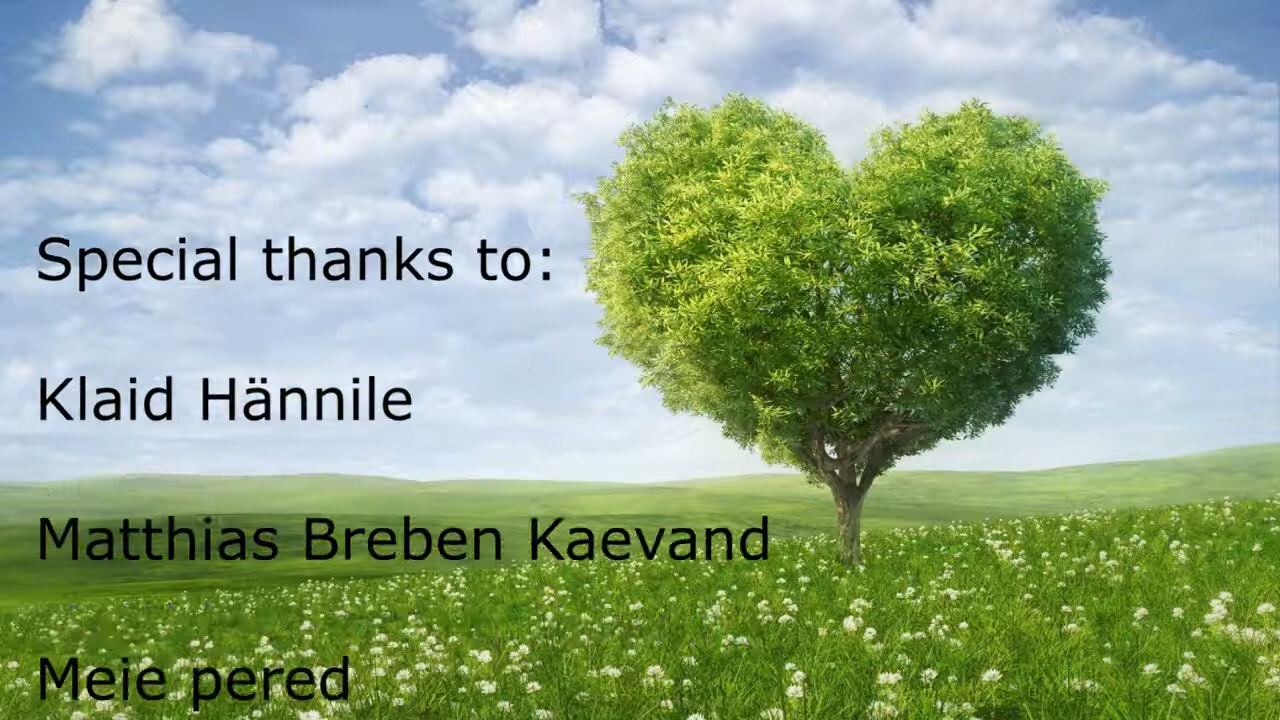 Special thanks to:
Klaid Hännile
Matthias Breben Kaevand
Meie pered